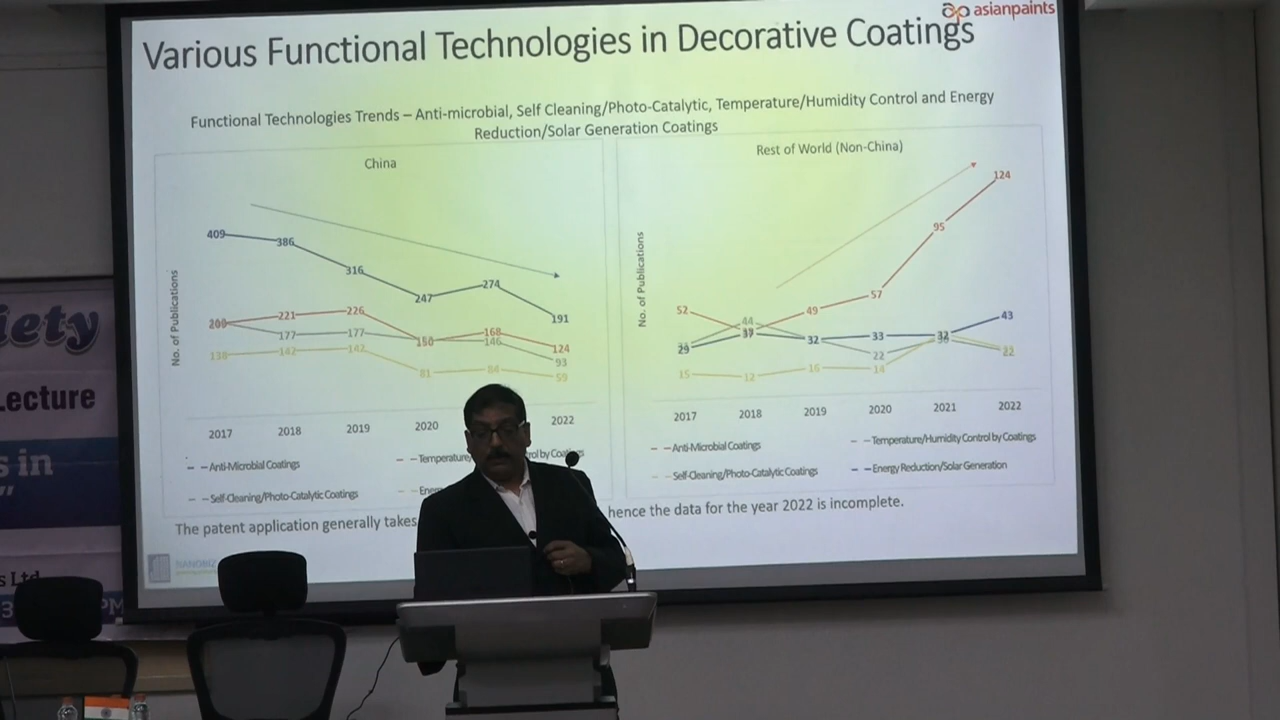 asianpaints
Various Functional Technologies in Decorative Coatings
Functional Technologies Trends – Anti-microbial, Self Cleaning/Photo-Catalytic, Temperature/Humidity Control and Energy
Reduction/Solar Generation Coatings
China
No. of Publications
409
386
316
247
274
191
221
226
150
168
124
177
177
146
93
138
142
142
81
84
59
2017 2018 2019 2020 2022
Anti-Microbial Coatings
Self-Cleaning/Photo-Catalytic Coatings
Rest of World (Non-China)
No. of Publications
52
49
57
95
124
44
29
37
32
33
32
43
22
22
15
12
16
14
2017 2018 2019 2020 2021 2022
Anti-Microbial Coatings
Temperature/Humidity Control by Coatings
Self-Cleaning/Photo-Catalytic Coatings
Energy Reduction/Solar Generation
The patent application generally takes hence the data for the year 2022 is incomplete.
iety
Lecture
s in
s Ltd
PM